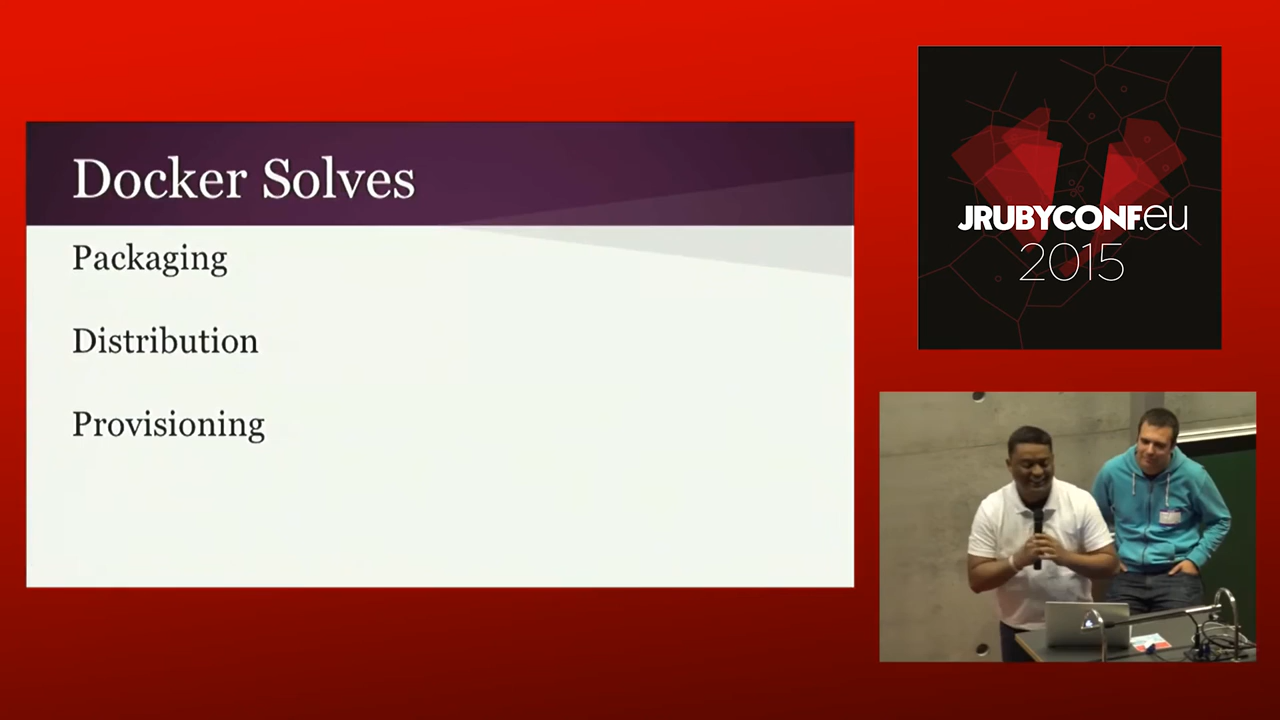 Docker Solves
Packaging
Distribution
Provisioning
JRUBYCONF.eu
2015